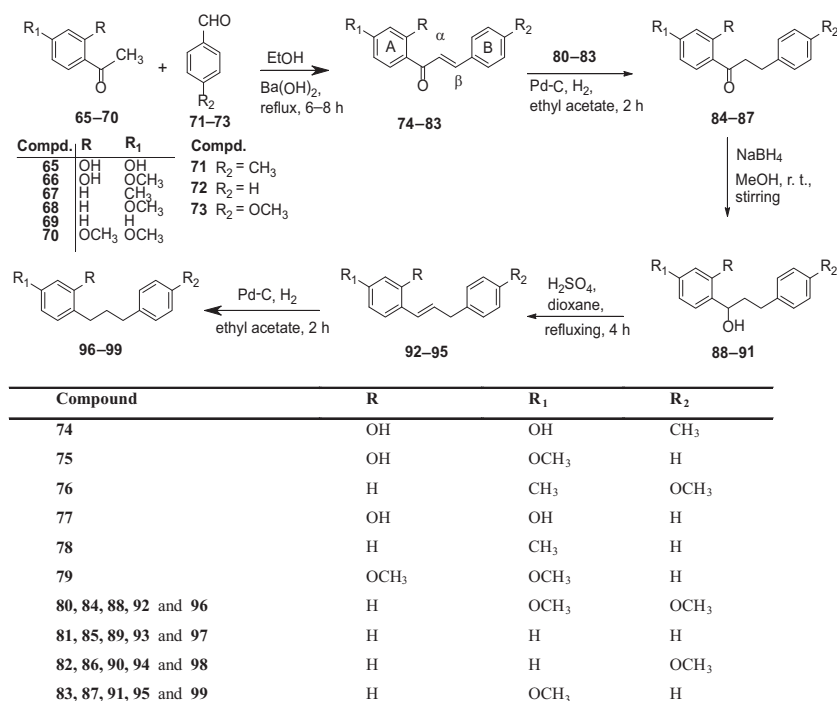 R₁ R CH₃ O
65–70
+
CHO R₂
71–73
EtOH
Ba(OH)₂,
reflux, 6–8 h
R₁ R A α O β B R₂
74–83
80–83
Pd-C, H₂,
ethyl acetate, 2 h
R₁ R O R₂
84–87
Compd. R R₁
65 OH OH
66 OH OCH₃
67 H CH₃
68 H OCH₃
69 H H
70 OCH₃ OCH₃
Compd.
71 R₂ = CH₃
72 R₂ = H
73 R₂ = OCH₃
NaBH₄
MeOH, r. t.,
stirring
R₁ R OH R₂
88–91
H₂SO₄,
dioxane,
refluxing, 4 h
R₁ R R₂
92–95
Pd-C, H₂
ethyl acetate, 2 h
R₁ R R₂
96–99
Compound R R₁ R₂
74 OH OH CH₃
75 OH OCH₃ H
76 H CH₃ OCH₃
77 OH OH H
78 H CH₃ H
79 OCH₃ OCH₃ H
80, 84, 88, 92 and 96 H OCH₃ OCH₃
81, 85, 89, 93 and 97 H H H
82, 86, 90, 94 and 98 H H OCH₃
83, 87, 91, 95 and 99 H OCH₃ H